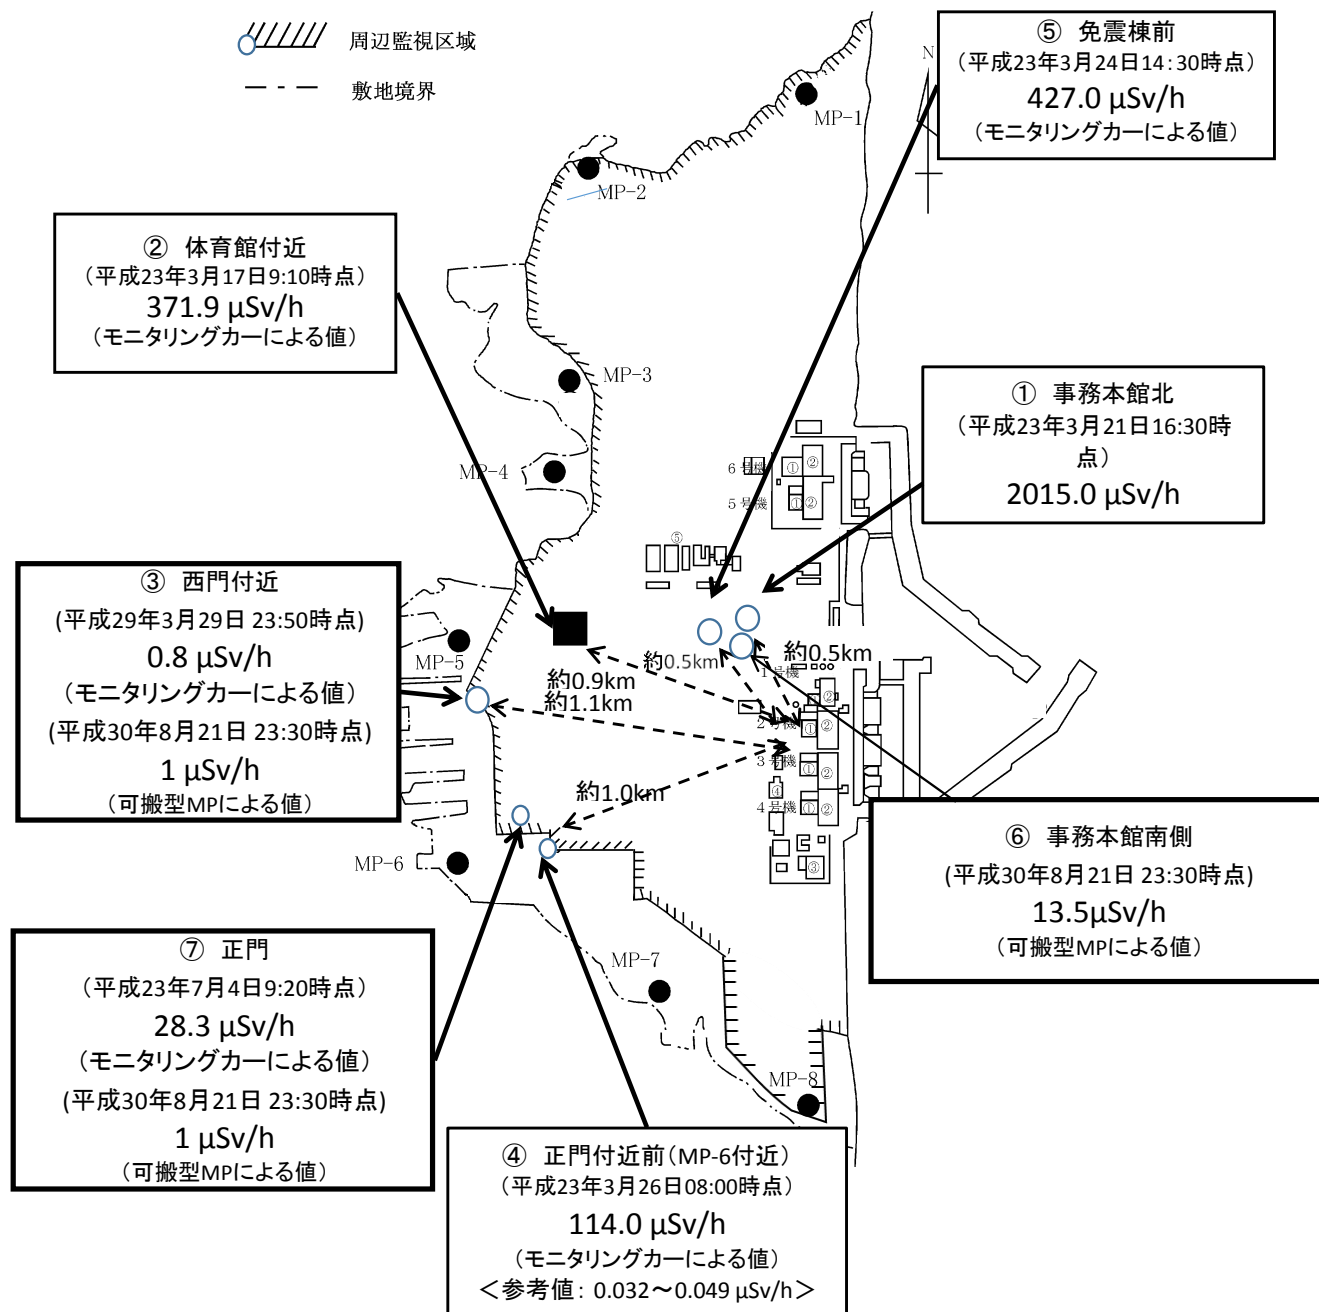 周辺監視区域
敷地境界
⑤ 免震棟前
(平成23年3月24日14:30時点)
427.0 μSv/h
(モニタリングカーによる値)
N
MP-1
MP-2
② 体育館付近
(平成23年3月17日9:10時点)
371.9 μSv/h
(モニタリングカーによる値)
MP-3
① 事務本館北
(平成23年3月21日16:30時
点)
2015.0 μSv/h
MP-4
6号機
① ②
5号機
① ②
⑤
③ 西門付近
(平成29年3月29日 23:50時点)
0.8 μSv/h
(モニタリングカーによる値)
(平成30年8月21日 23:30時点)
1 μSv/h
(可搬型MPによる値)
MP-5
約0.9km
約1.1km
約0.5km
約0.5km
1号機
②
2号機
① ②
3号機
① ②
④
4号機
① ②
③
約1.0km
MP-6
⑥ 事務本館南側
(平成30年8月21日 23:30時点)
13.5μSv/h
(可搬型MPによる値)
⑦ 正門
(平成23年7月4日9:20時点)
28.3 μSv/h
(モニタリングカーによる値)
(平成30年8月21日 23:30時点)
1 μSv/h
(可搬型MPによる値)
MP-7
MP-8
④ 正門付近前(MP-6付近)
(平成23年3月26日08:00時点)
114.0 μSv/h
(モニタリングカーによる値)
<参考値: 0.032～0.049 μSv/h>